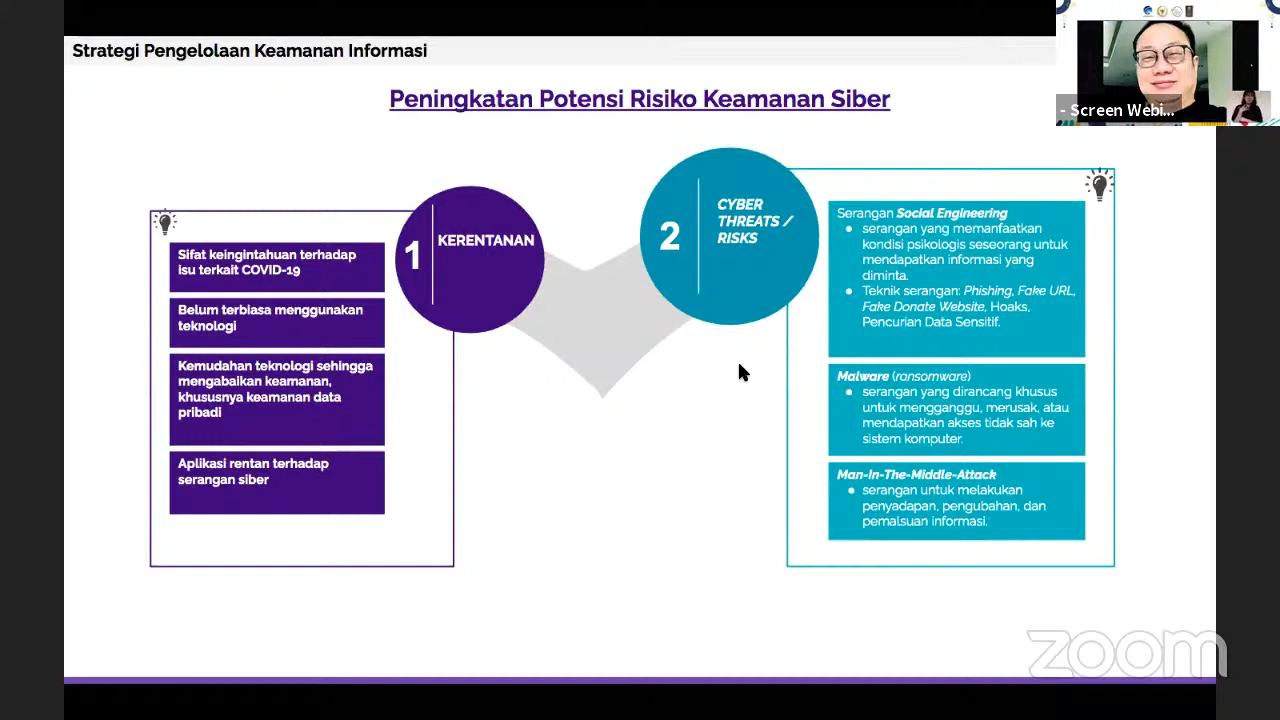 Strategi Pengelolaan Keamanan Informasi
- Screen Webi...
Peningkatan Potensi Risiko Keamanan Siber
1
KERENTANAN
Sifat keingintahuan terhadap
isu terkait COVID-19
Belum terbiasa menggunakan
teknologi
Kemudahan teknologi sehingga
mengabaikan keamanan,
khususnya keamanan data
pribadi
Aplikasi rentan terhadap
serangan siber
2
CYBER
THREATS /
RISKS
Serangan Social Engineering
● serangan yang memanfaatkan
kondisi psikologis seseorang untuk
mendapatkan informasi yang
diminta.
● Teknik serangan: Phishing, Fake URL,
Fake Donate Website, Hoaks,
Pencurian Data Sensitif.
Malware (ransomware)
● serangan yang dirancang khusus
untuk mengganggu, merusak, atau
mendapatkan akses tidak sah ke
sistem komputer.
Man-In-The-Middle-Attack
● serangan untuk melakukan
penyadapan, pengubahan, dan
pemalsuan informasi.
zoom